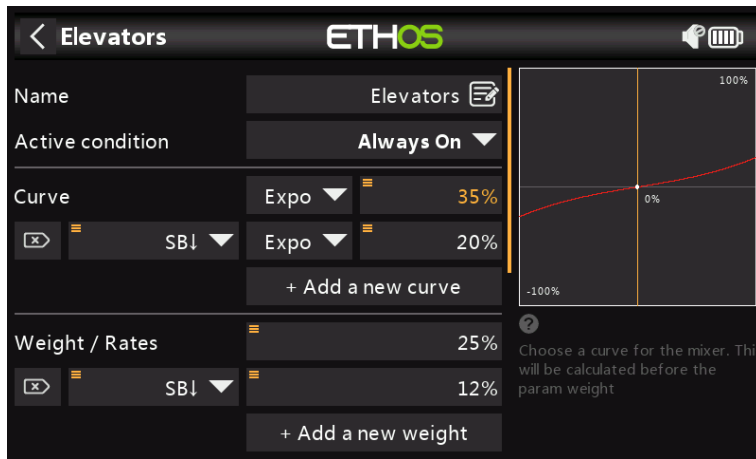 Elevators
ETHOS
Name
Elevators
Active condition
Always On
Curve
Expo
35%
SB↓
Expo
20%
+ Add a new curve
Weight / Rates
25%
SB↓
12%
+ Add a new weight
100%
0%
-100%
?
Choose a curve for the mixer. Thi
will be calculated before the
param weight